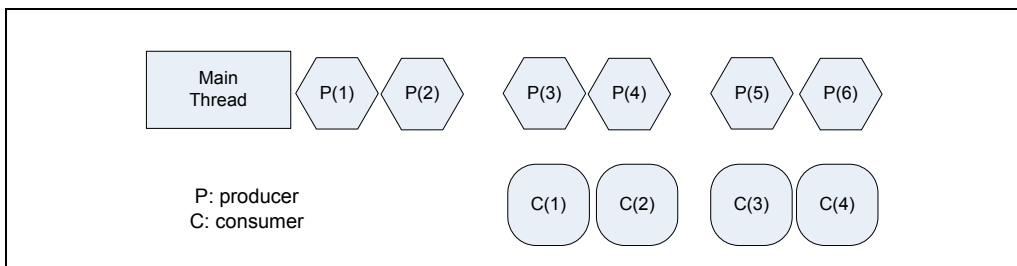 Main
Thread
P(1)
P(2)
P(3)
P(4)
P(5)
P(6)
P: producer
C: consumer
C(1)
C(2)
C(3)
C(4)